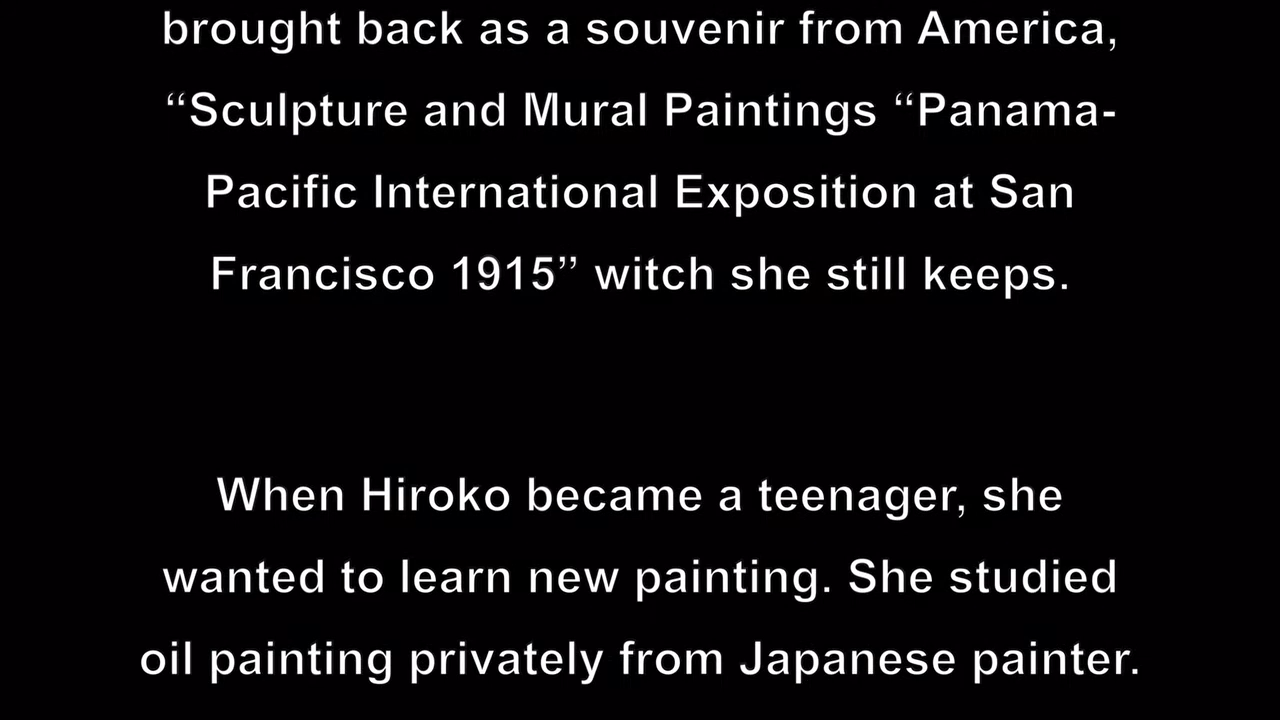 brought back as a souvenir from America,
“Sculpture and Mural Paintings “Panama-
Pacific International Exposition at San
Francisco 1915” witch she still keeps.
When Hiroko became a teenager, she
wanted to learn new painting. She studied
oil painting privately from Japanese painter.